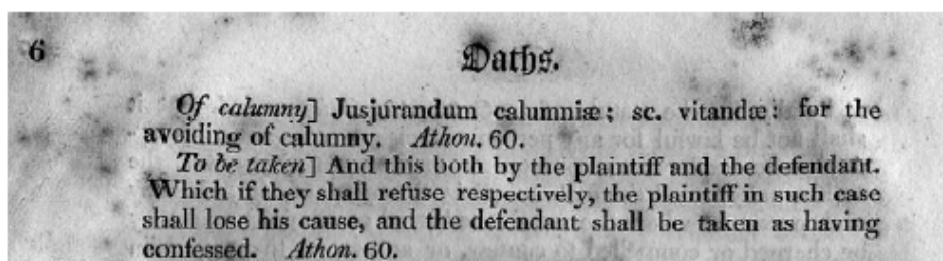 6
Oaths.
Of calumny] Jusjurandum calumniæ; sc. vitandæ: for the
avoiding of calumny. Athon. 60.
To be taken] And this both by the plaintiff and the defendant.
Which if they shall refuse respectively, the plaintiff in such case
shall lose his cause, and the defendant shall be taken as having
confessed. Athon. 60.